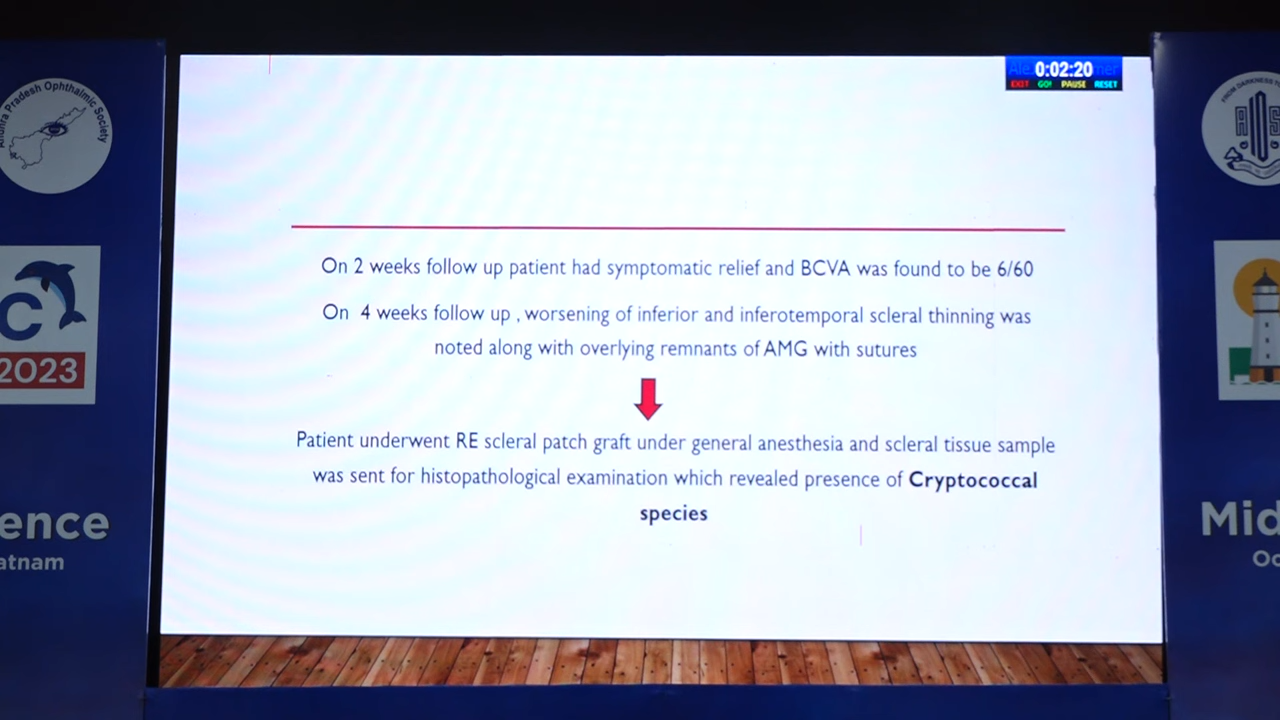 Andhra Pradesh Ophthalmic Society
0:02:20
EXIT GO! PAUSE RESET
On 2 weeks follow up patient had symptomatic relief and BCVA was found to be 6/60
On 4 weeks follow up , worsening of inferior and inferotemporal scleral thinning was
noted along with overlying remnants of AMG with sutures
C
2023
Patient underwent RE scleral patch graft under general anesthesia and scleral tissue sample
was sent for histopathological examination which revealed presence of Cryptococcal
species
ence
atnam
Mid
Oc